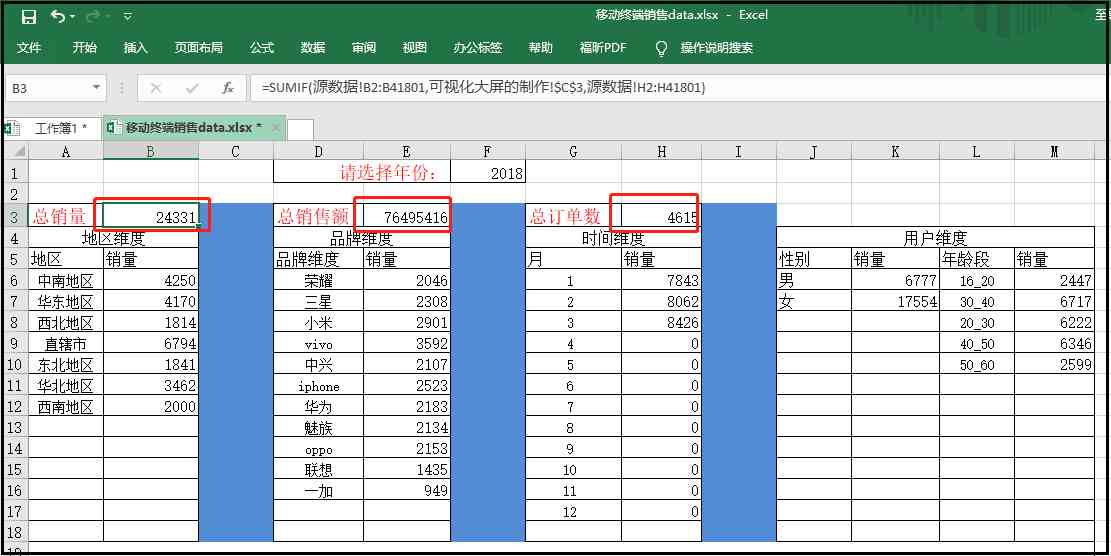 移动终端销售data.xlsx - Excel 至
文件 开始 插入 页面布局 公式 数据 审阅 视图 办公标签 帮助 福昕PDF 操作说明搜索
B3 fx =SUMIF(源数据!B2:B41801,可视化大屏的制作!$C$3,源数据!H2:H41801)
工作簿1 * 移动终端销售data.xlsx *
A B C D E F G H I J K L M
1 请选择年份： 2018
2
3 总销量 24331 总销售额 76495416 总订单数 4615
4 地区维度 品牌维度 时间维度 用户维度
5 地区 销量 品牌维度 销量 月 销量 性别 销量 年龄段 销量
6 中南地区 4250 荣耀 2046 1 7843 男 6777 16_20 2447
7 华东地区 4170 三星 2308 2 8062 女 17554 30_40 6717
8 西北地区 1814 小米 2901 3 8426 20_30 6222
9 直辖市 6794 vivo 3592 4 0 40_50 6346
10 东北地区 1841 中兴 2107 5 0 50_60 2599
11 华北地区 3462 iphone 2523 6 0
12 西南地区 2000 华为 2183 7 0
13 魅族 2134 8 0
14 oppo 2153 9 0
15 联想 1435 10 0
16 一加 949 11 0
17 12 0
18